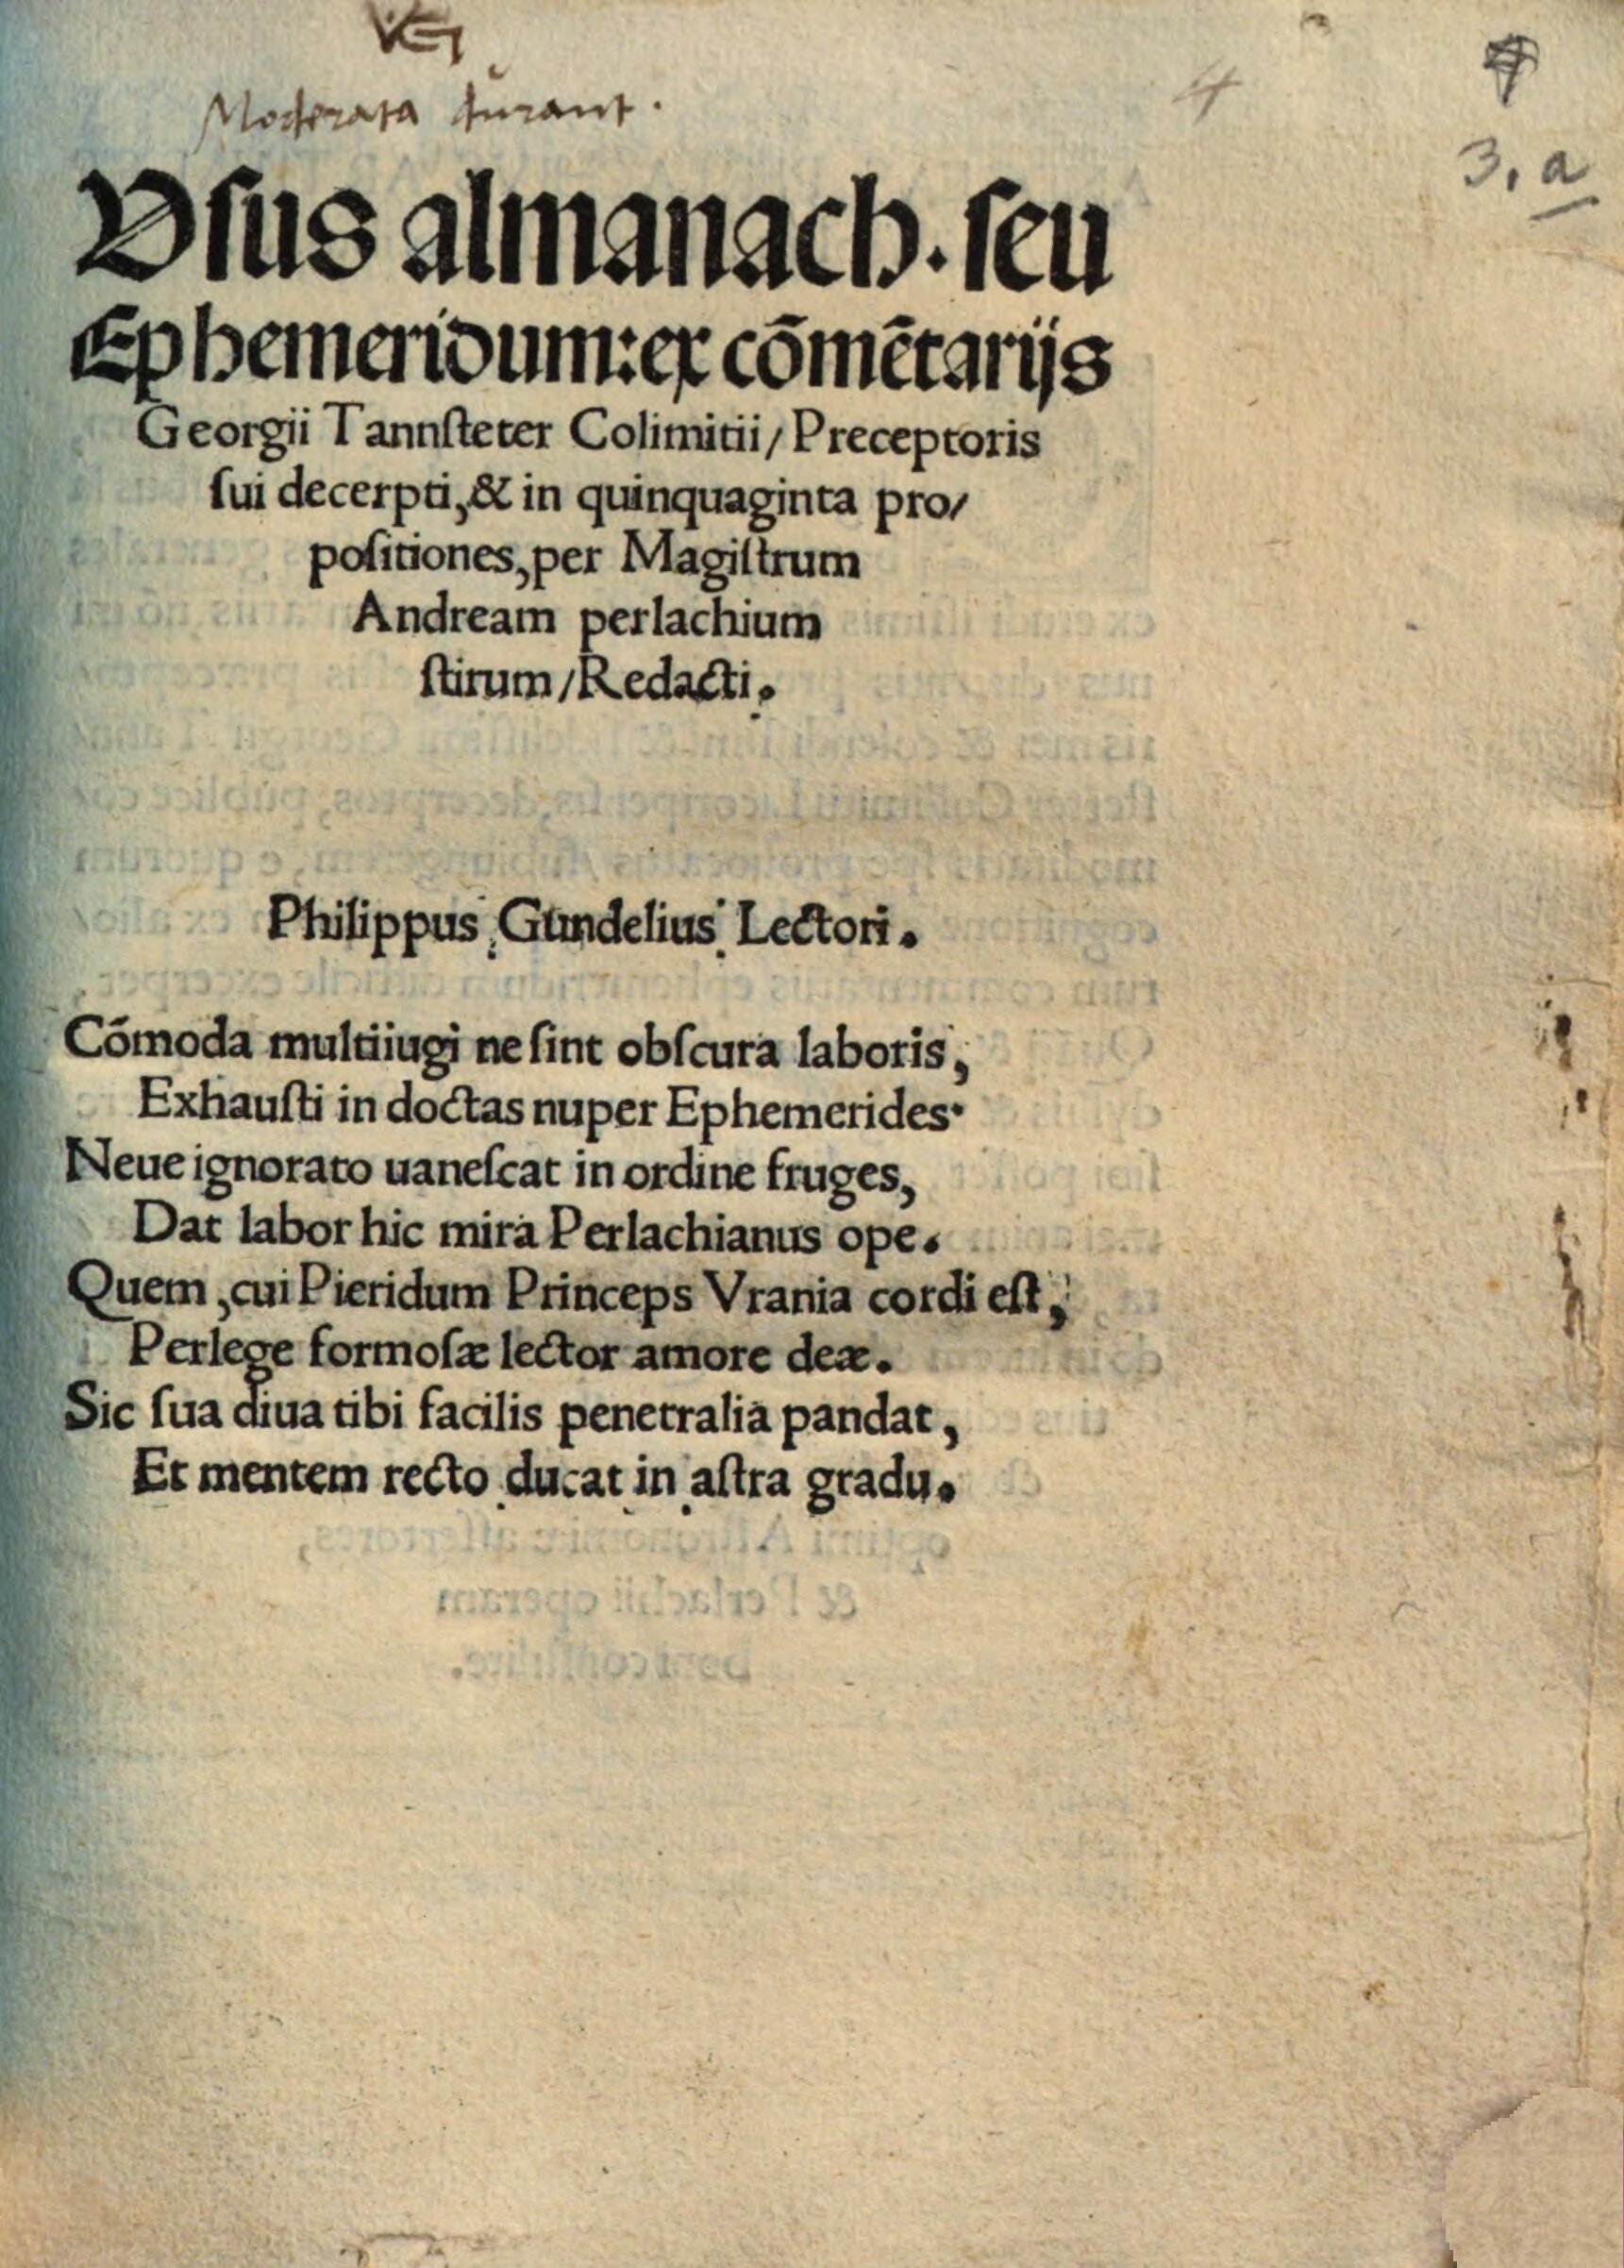 VG
Moderata durant.
4
3, a
Vſus almanach. ſeu
Ephemeridum: ex cōmētarijs
Georgii Tannſteter Colimitii/Preceptoris
ſui decerpti, & in quinquaginta pro/
poſitiones, per Magiſtrum
Andream perlachium
ſtirum/Redacti.
Philippus Gundelius Lectori.
Cōmoda multiiugi ne ſint obſcura laboris,
Exhauſti in doctas nuper Ephemerides.
Neue ignorato uaneſcat in ordine fruges,
Dat labor hic mira Perlachianus ope.
Quem, cui Pieridum Princeps Vrania cordi eſt,
Perlege formoſæ lector amore deæ.
Sic ſua diua tibi facilis penetralia pandat,
Et mentem recto ducat in aſtra gradu.